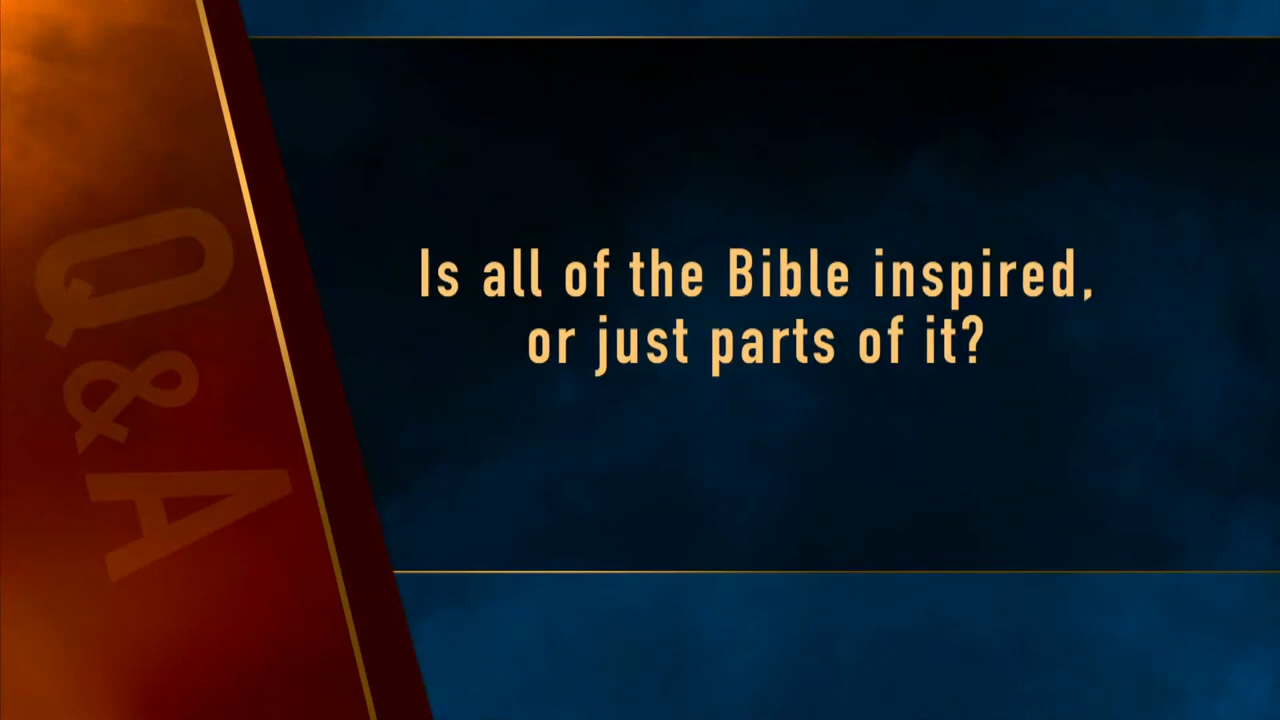 Q&A
Is all of the Bible inspired,
or just parts of it?